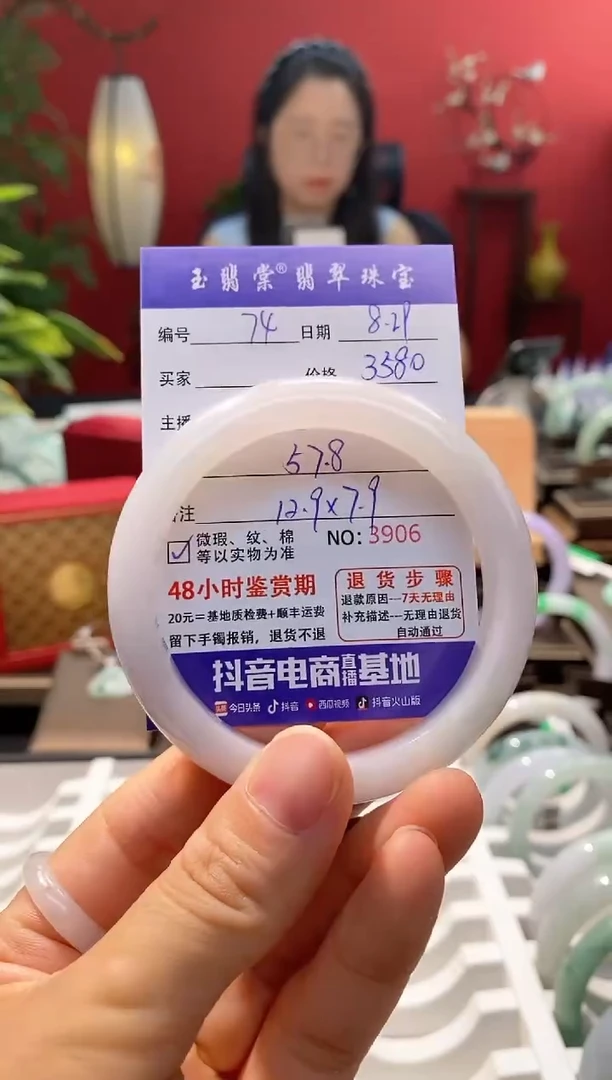 玉翡棠® 翡翠珠宝
编号 74 日期 8.29
买家 价格 3580
主播
57.8
备注 12.9x7.9
微瑕、纹、棉 NO: 3906
等以实物为准
48小时鉴赏期
20元=基地质检费+顺丰运费
留下手镯报销，退货不退
退货步骤
退款原因---7天无理由
补充描述---无理由退货
自动通过
抖音电商直播基地
头条 今日头条 抖音 西瓜视频 抖音火山版